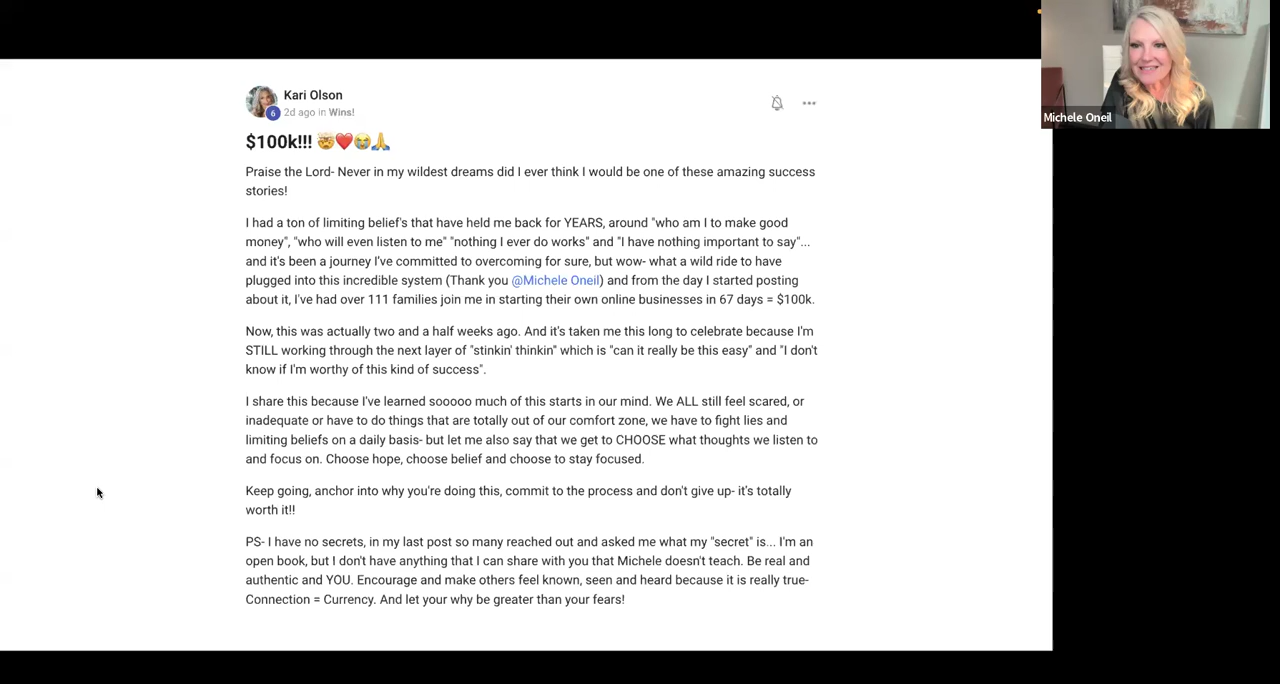 Kari Olson
6
2d ago in Wins!
$100k!!! 🤯❤️😭🙏
Praise the Lord- Never in my wildest dreams did I ever think I would be one of these amazing success
stories!
I had a ton of limiting belief's that have held me back for YEARS, around "who am I to make good
money", "who will even listen to me" "nothing I ever do works" and "I have nothing important to say"...
and it's been a journey I've committed to overcoming for sure, but wow- what a wild ride to have
plugged into this incredible system (Thank you @Michele Oneil) and from the day I started posting
about it, I've had over 111 families join me in starting their own online businesses in 67 days = $100k.
Now, this was actually two and a half weeks ago. And it's taken me this long to celebrate because I'm
STILL working through the next layer of "stinkin' thinkin" which is "can it really be this easy" and "I don't
know if I'm worthy of this kind of success".
I share this because I've learned sooooo much of this starts in our mind. We ALL still feel scared, or
inadequate or have to do things that are totally out of our comfort zone, we have to fight lies and
limiting beliefs on a daily basis- but let me also say that we get to CHOOSE what thoughts we listen to
and focus on. Choose hope, choose belief and choose to stay focused.
Keep going, anchor into why you're doing this, commit to the process and don't give up- it's totally
worth it!!
PS- I have no secrets, in my last post so many reached out and asked me what my "secret" is... I'm an
open book, but I don't have anything that I can share with you that Michele doesn't teach. Be real and
authentic and YOU. Encourage and make others feel known, seen and heard because it is really true-
Connection = Currency. And let your why be greater than your fears!
Michele Oneil